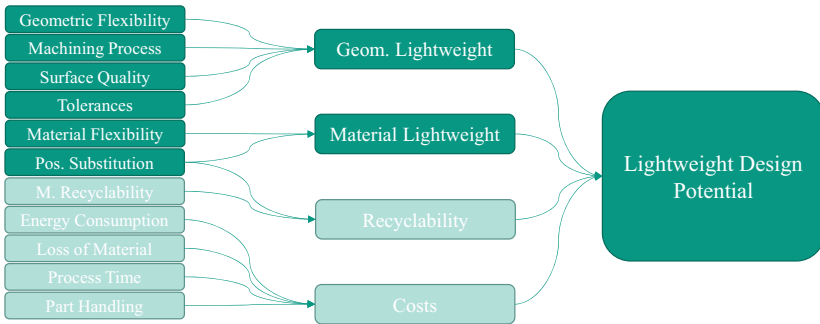 Geometric Flexibility
Machining Process
Surface Quality
Tolerances
Material Flexibility
Pos. Substitution
M. Recyclability
Energy Consumption
Loss of Material
Process Time
Part Handling
Geom. Lightweight
Material Lightweight
Recyclability
Costs
Lightweight Design
Potential